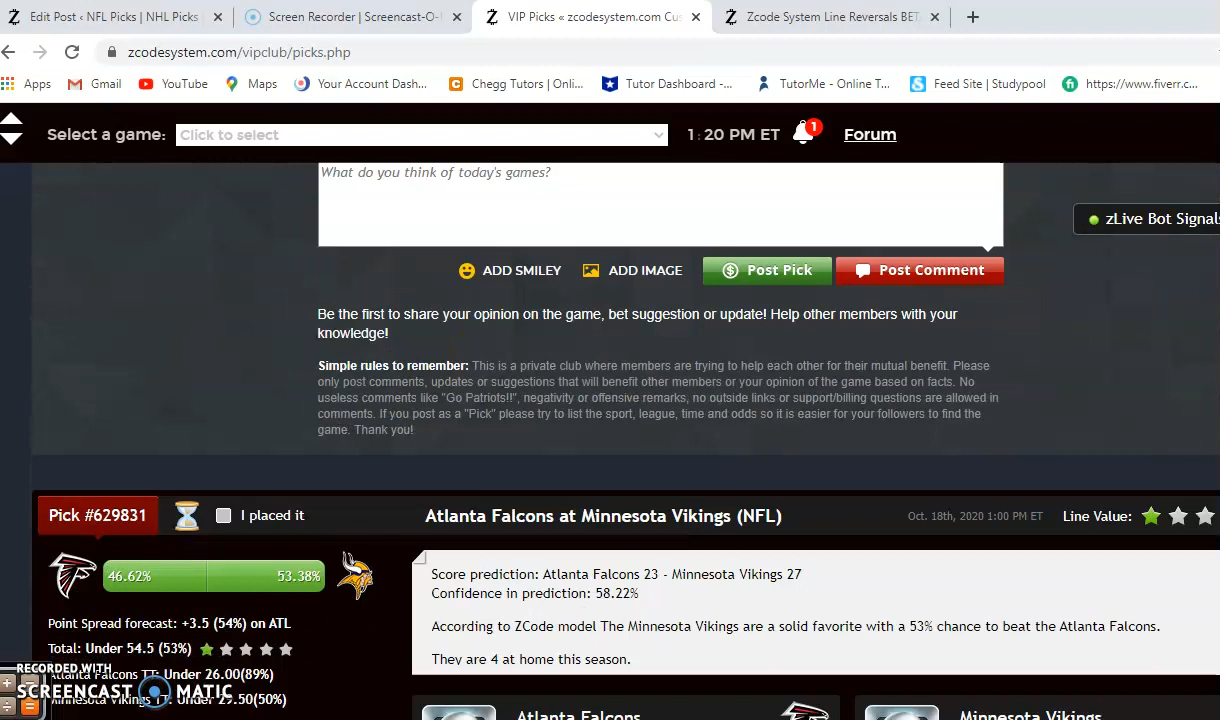 Edit Post ‹ NFL Picks | NHL Picks
Screen Recorder | Screencast-O-
VIP Picks « zcodesystem.com Cus
Zcode System Line Reversals BET
zcodesystem.com/vipclub/picks.php
Apps Gmail YouTube Maps Your Account Dash... Chegg Tutors | Onli... Tutor Dashboard -... TutorMe - Online T... Feed Site | Studypool https://www.fiverr.c...
Select a game: Click to select 1:20 PM ET 1 Forum
What do you think of today's games?
zLive Bot Signals
ADD SMILEY ADD IMAGE Post Pick Post Comment
Be the first to share your opinion on the game, bet suggestion or update! Help other members with your
knowledge!
Simple rules to remember: This is a private club where members are trying to help each other for their mutual benefit. Please
only post comments, updates or suggestions that will benefit other members or your opinion of the game based on facts. No
useless comments like "Go Patriots!!", negativity or offensive remarks, no outside links or support/billing questions are allowed in
comments. If you post as a "Pick" please try to list the sport, league, time and odds so it is easier for your followers to find the
game. Thank you!
Pick #629831 I placed it Atlanta Falcons at Minnesota Vikings (NFL) Oct. 18th, 2020 1:00 PM ET Line Value:
46.62% 53.38%
Score prediction: Atlanta Falcons 23 - Minnesota Vikings 27
Confidence in prediction: 58.22%
Point Spread forecast: +3.5 (54%) on ATL
According to ZCode model The Minnesota Vikings are a solid favorite with a 53% chance to beat the Atlanta Falcons.
Total: Under 54.5 (53%)
They are 4 at home this season.
RECORDED WITH
Atlanta Falcons TT: Under 26.00(89%)
SCREENCAST MATIC
Minnesota Vikings TT: Under 29.50(50%)
Atlanta Falcons
Minnesota Vikings